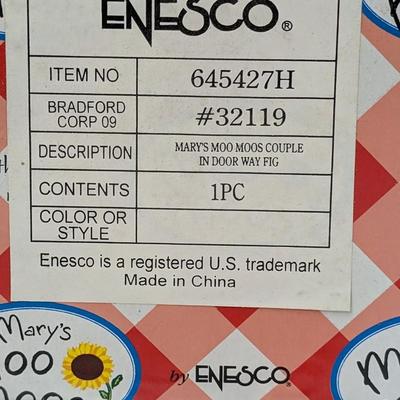 ENESCO®
ITEM NO 645427H
BRADFORD CORP 09 #32119
DESCRIPTION MARY'S MOO MOOS COUPLE
IN DOOR WAY FIG
CONTENTS 1PC
COLOR OR
STYLE
Enesco is a registered U.S. trademark
Made in China
Mary's
by ENESCO®